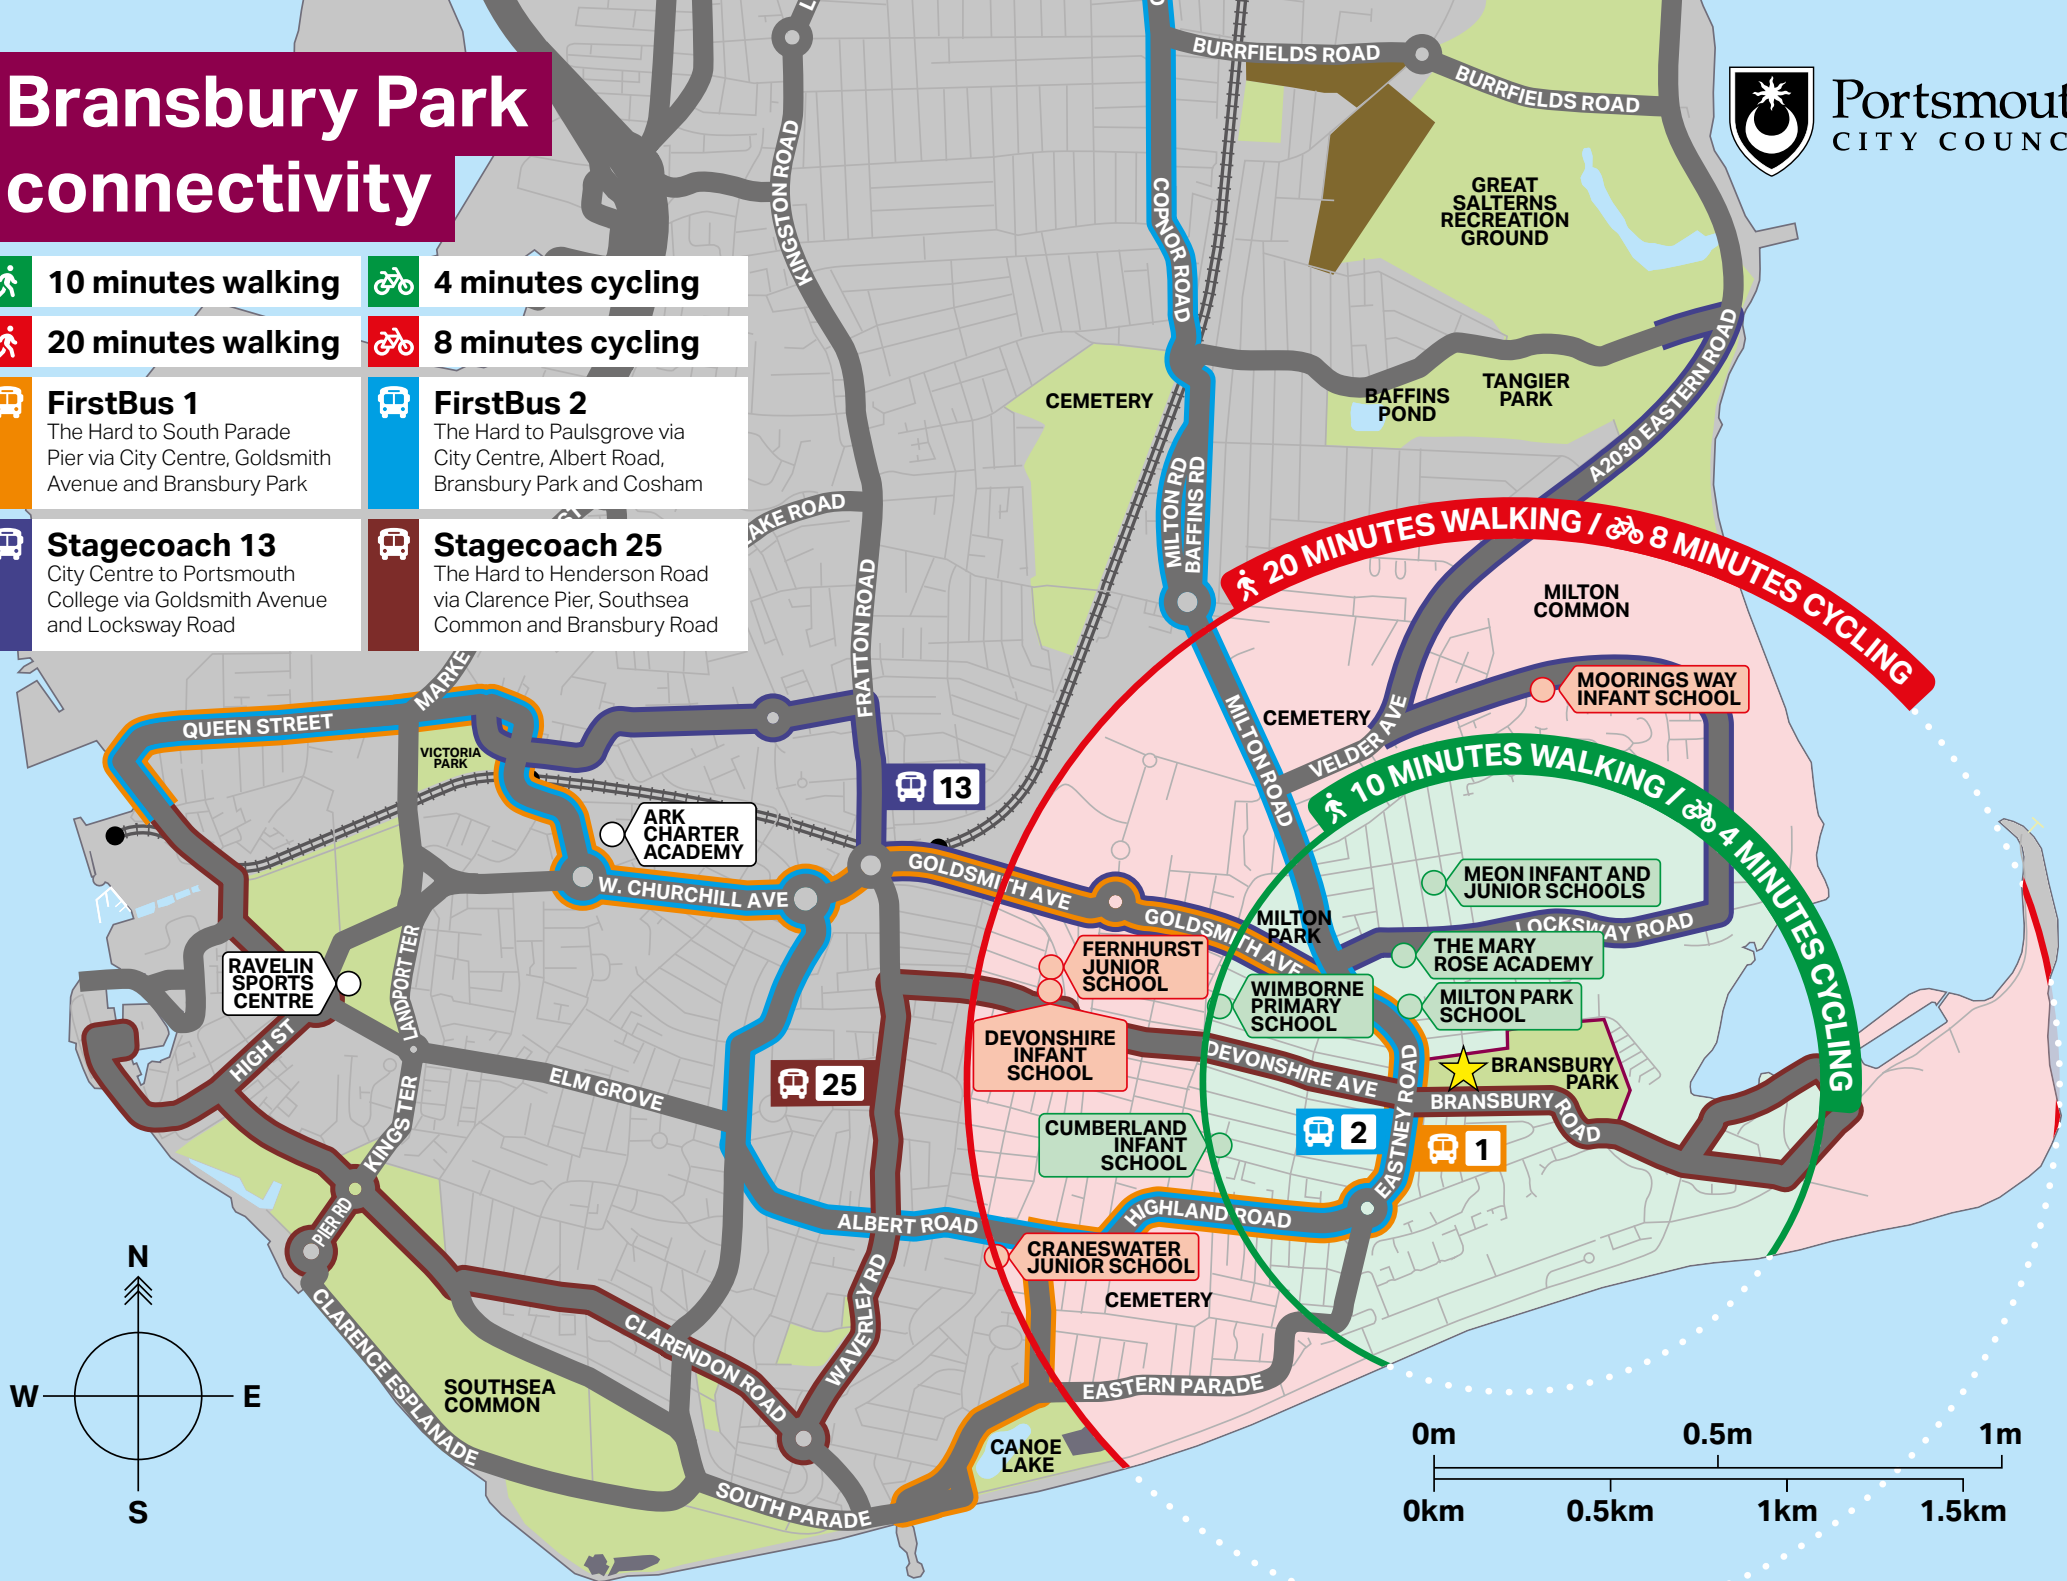 Bransbury Park
connectivity
10 minutes walking
4 minutes cycling
20 minutes walking
8 minutes cycling
FirstBus 1
The Hard to South Parade
Pier via City Centre, Goldsmith
Avenue and Bransbury Park
FirstBus 2
The Hard to Paulsgrove via
City Centre, Albert Road,
Bransbury Park and Cosham
Stagecoach 13
City Centre to Portsmouth
College via Goldsmith Avenue
and Locksway Road
Stagecoach 25
The Hard to Henderson Road
via Clarence Pier, Southsea
Common and Bransbury Road
Portsmout
CITY COUNC
BURRFIELDS ROAD
BURRFIELDS ROAD
GREAT
SALTERNS
RECREATION
GROUND
KINGSTON ROAD
COPNOR ROAD
CEMETERY
BAFFINS
POND
TANGIER
PARK
A2030 EASTERN ROAD
MILTON RD
BAFFINS RD
AKE ROAD
ST
FRATTON ROAD
MARKE
20 MINUTES WALKING / 8 MINUTES CYCLING
MILTON
COMMON
MOORINGS WAY
INFANT SCHOOL
CEMETERY
VELDER AVE
MILTON ROAD
10 MINUTES WALKING / 4 MINUTES CYCLING
QUEEN STREET
VICTORIA
PARK
13
ARK
CHARTER
ACADEMY
W. CHURCHILL AVE
GOLDSMITH AVE
GOLDSMITH AVE
MILTON
PARK
MEON INFANT AND
JUNIOR SCHOOLS
LOCKSWAY ROAD
THE MARY
ROSE ACADEMY
FERNHURST
JUNIOR
SCHOOL
WIMBORNE
PRIMARY
SCHOOL
MILTON PARK
SCHOOL
RAVELIN
SPORTS
CENTRE
LANDPORT TER
HIGH ST
DEVONSHIRE
INFANT
SCHOOL
DEVONSHIRE AVE
BRANSBURY
PARK
BRANSBURY ROAD
ELM GROVE
25
KINGS TER
EASTNEY ROAD
CUMBERLAND
INFANT
SCHOOL
2
1
PIER RD
ALBERT ROAD
HIGHLAND ROAD
CRANESWATER
JUNIOR SCHOOL
CEMETERY
WAVERLEY RD
CLARENCE ESPLANADE
CLARENDON ROAD
SOUTHSEA
COMMON
EASTERN PARADE
CANOE
LAKE
SOUTH PARADE
N
W
E
S
0m
0.5m
1m
0km
0.5km
1km
1.5km